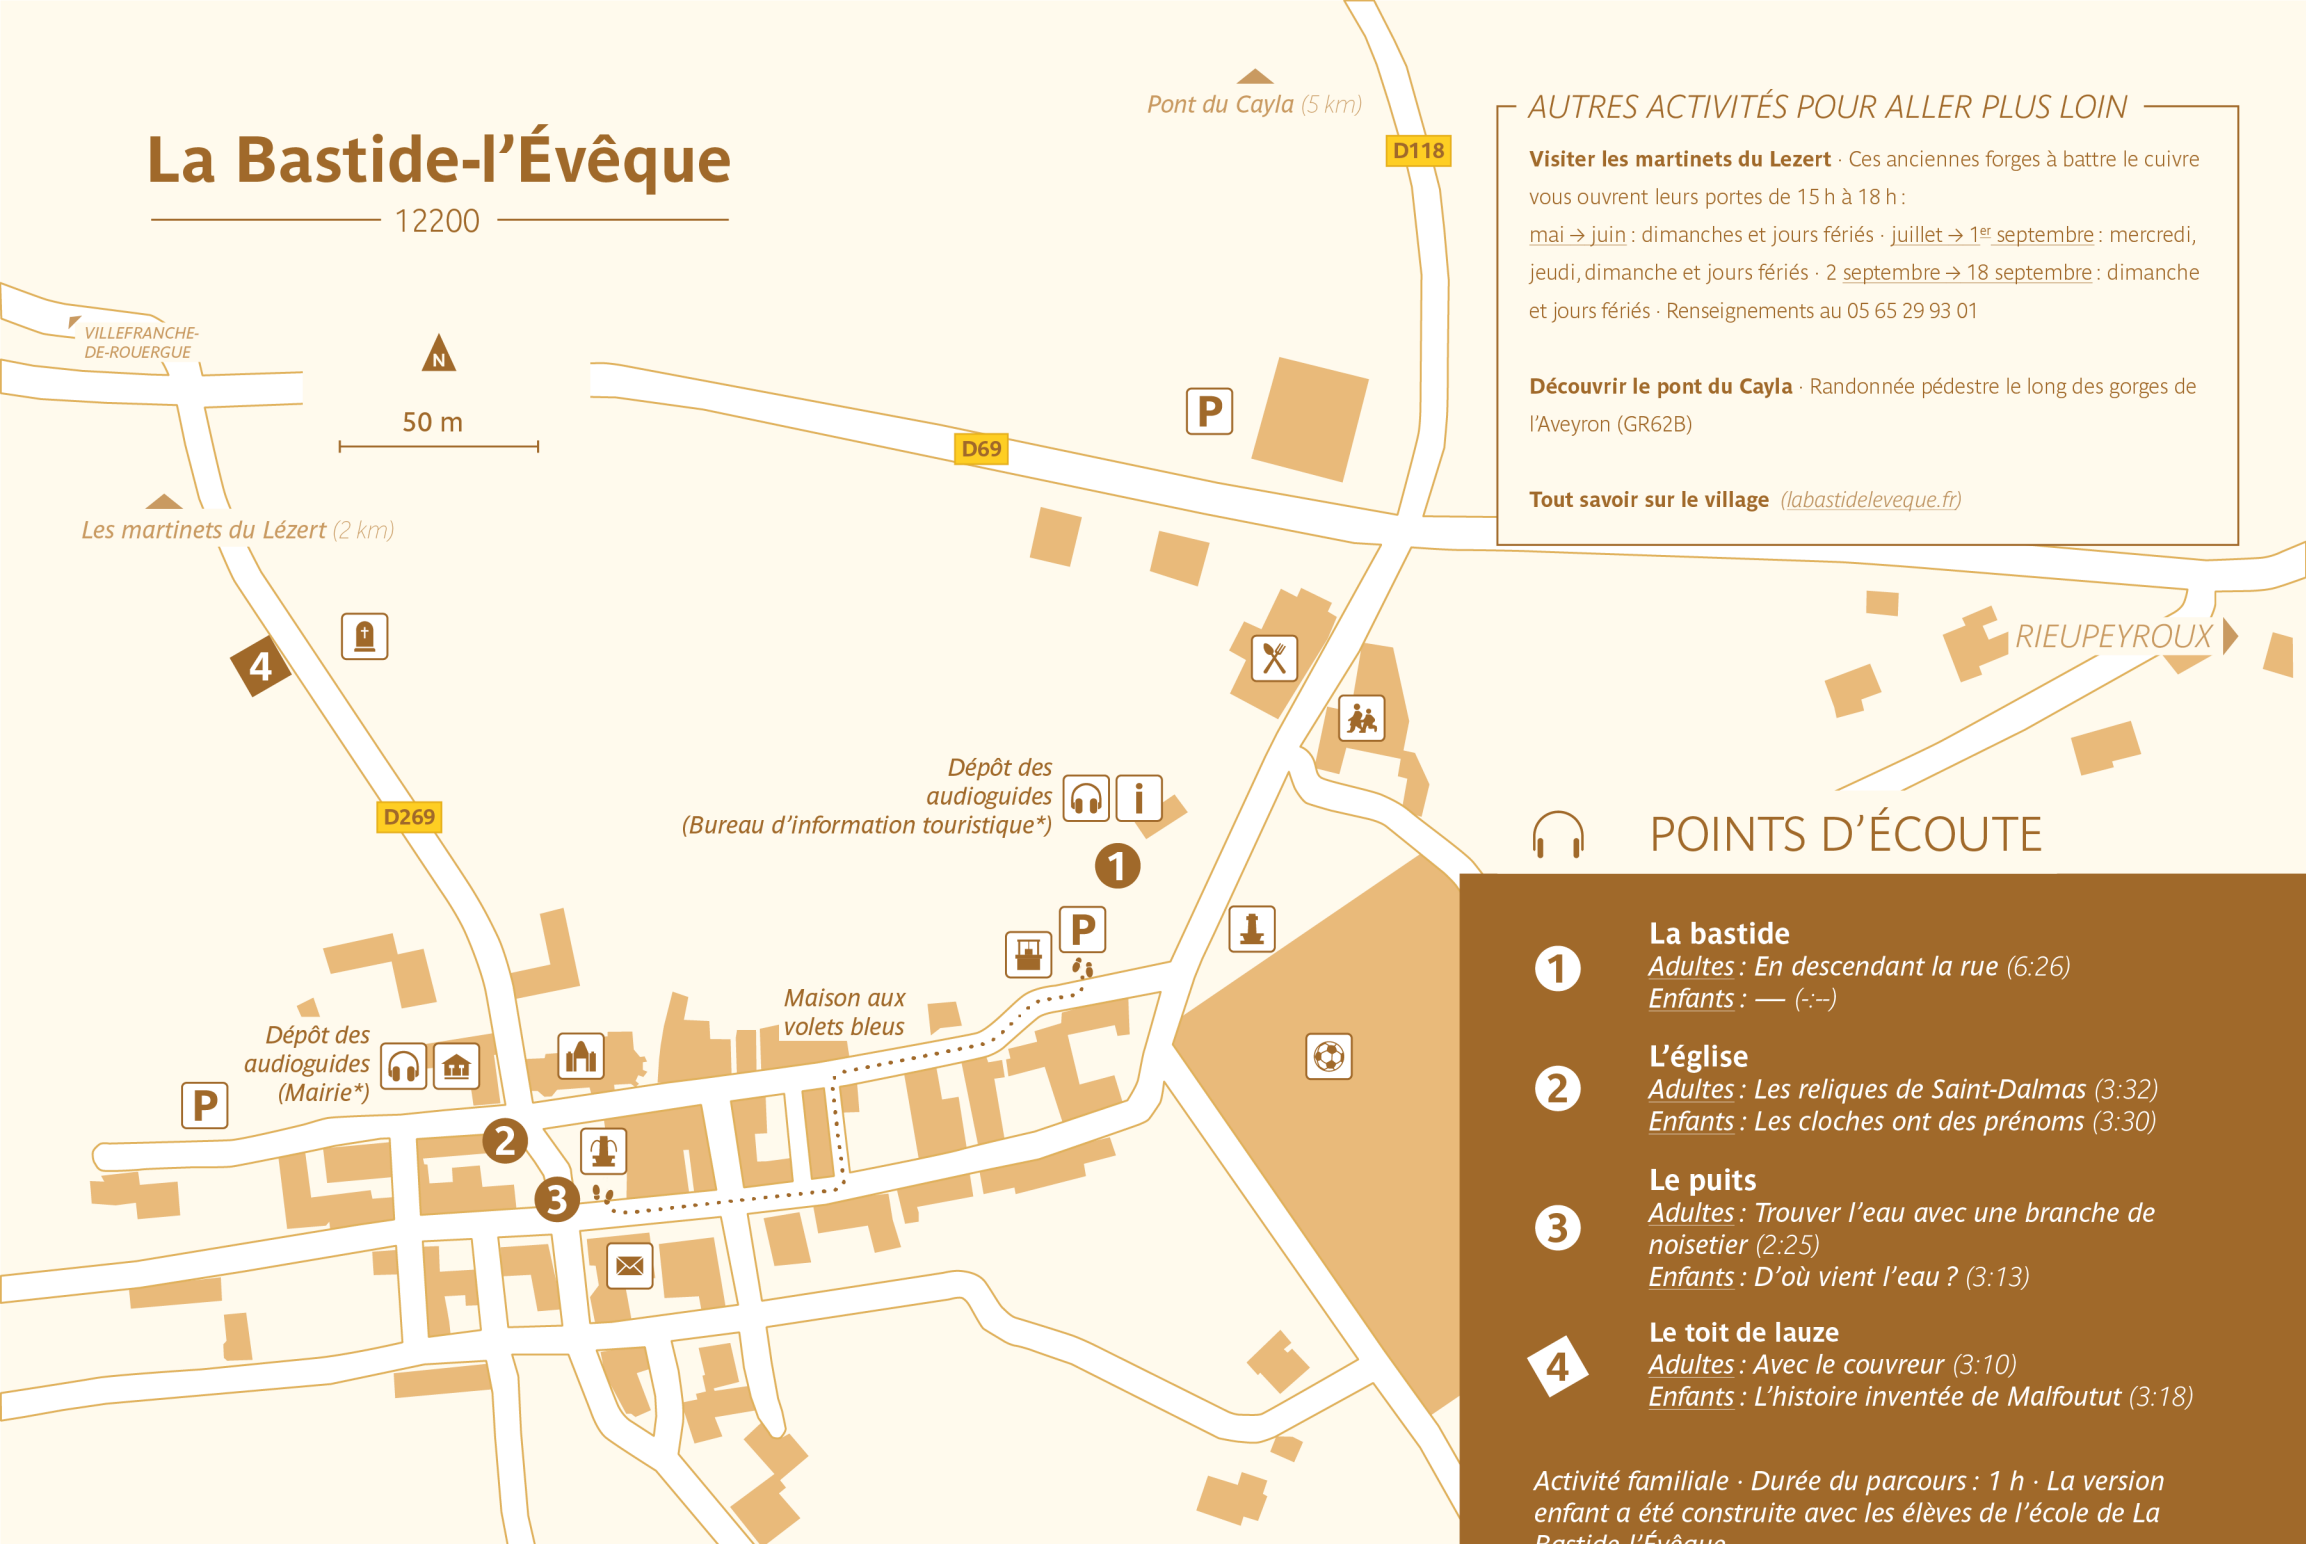 La Bastide-l’Évêque
12200
Pont du Cayla (5 km)
D118
VILLEFRANCHE-
DE-ROUERGUE
N
50 m
P
D69
Les martinets du Lézert (2 km)
4
D269
Dépôt des
audioguides
(Bureau d’information touristique*)
i
1
P
Maison aux
volets bleus
Dépôt des
audioguides
(Mairie*)
P
2
3
AUTRES ACTIVITÉS POUR ALLER PLUS LOIN
Visiter les martinets du Lezert · Ces anciennes forges à battre le cuivre
vous ouvrent leurs portes de 15 h à 18 h :
mai → juin : dimanches et jours fériés · juillet → 1er septembre : mercredi,
jeudi, dimanche et jours fériés · 2 septembre → 18 septembre : dimanche
et jours fériés · Renseignements au 05 65 29 93 01
Découvrir le pont du Cayla · Randonnée pédestre le long des gorges de
l’Aveyron (GR62B)
Tout savoir sur le village (labastideleveque.fr)
RIEUPEYROUX
POINTS D’ÉCOUTE
1
La bastide
Adultes : En descendant la rue (6:26)
Enfants : — (-:--)
2
L’église
Adultes : Les reliques de Saint-Dalmas (3:32)
Enfants : Les cloches ont des prénoms (3:30)
3
Le puits
Adultes : Trouver l’eau avec une branche de
noisetier (2:25)
Enfants : D’où vient l’eau ? (3:13)
4
Le toit de lauze
Adultes : Avec le couvreur (3:10)
Enfants : L’histoire inventée de Malfoutut (3:18)
Activité familiale · Durée du parcours : 1 h · La version
enfant a été construite avec les élèves de l’école de La
Bastide-l’Évêque